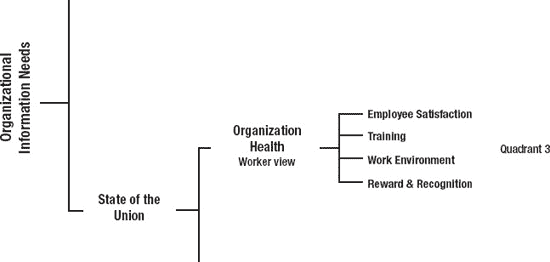 Organizational
Information Needs
State of the
Union
Organization
Health
Worker view
Employee Satisfaction
Training
Work Environment
Reward & Recognition
Quadrant 3